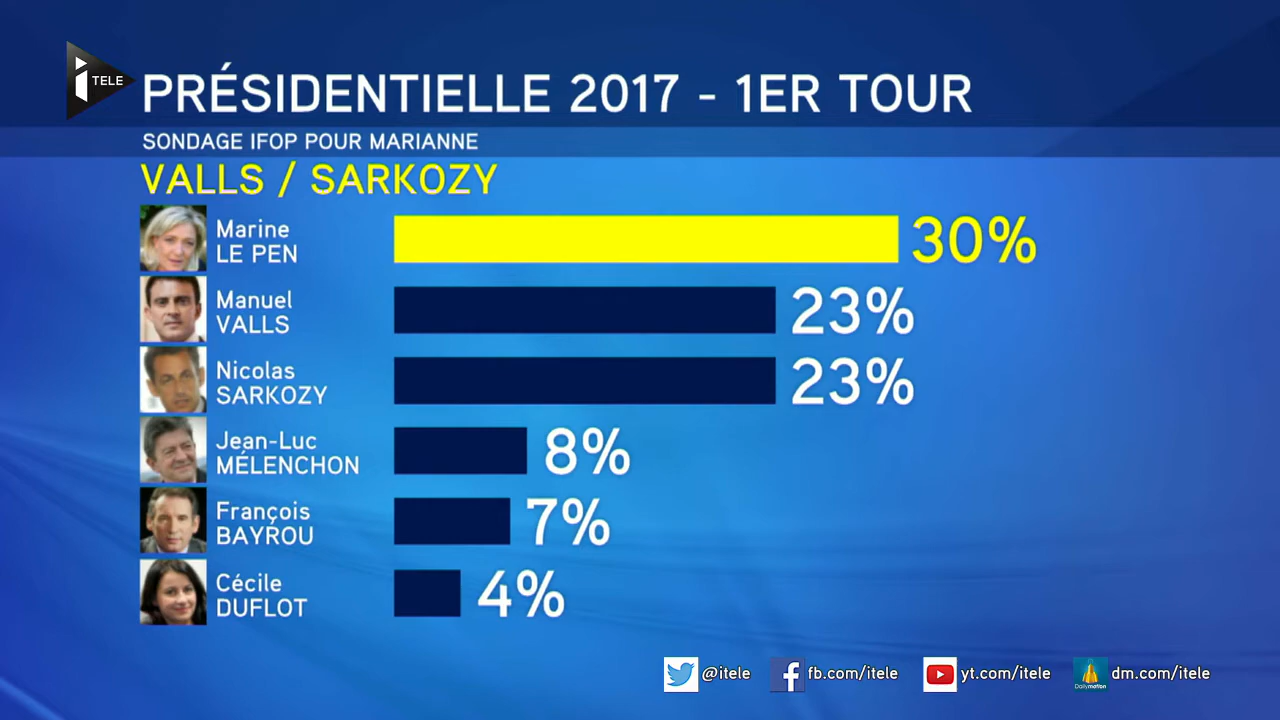 iTELE
PRÉSIDENTIELLE 2017 - 1ER TOUR
SONDAGE IFOP POUR MARIANNE
VALLS / SARKOZY
Marine
LE PEN
30%
Manuel
VALLS
23%
Nicolas
SARKOZY
23%
Jean-Luc
MÉLENCHON
8%
François
BAYROU
7%
Cécile
DUFLOT
4%
@itele
fb.com/itele
yt.com/itele
Dailymotion
dm.com/itele